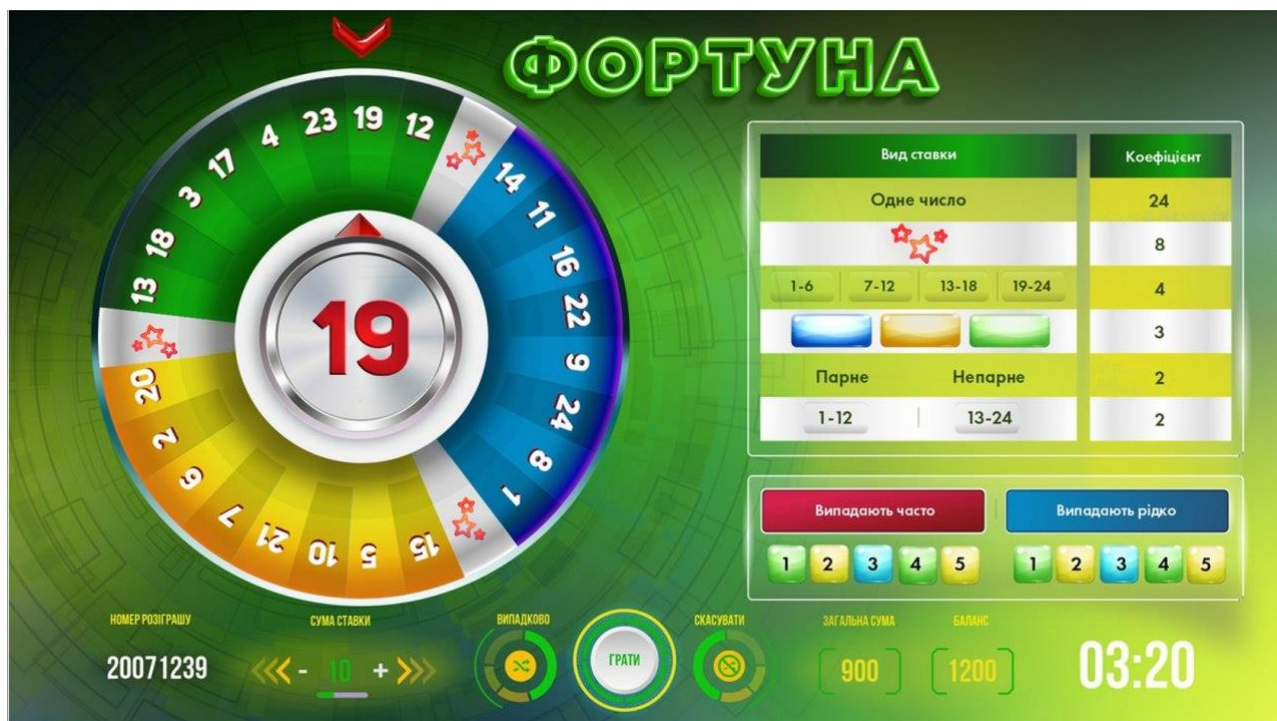 ФОРТУНА
4 23 19 12
17
3
18
13
14
11
16
22
9
24
8
1
20
2
6
7
21
10
5
15
19
Вид ставки Коефіцієнт
Одне число 24
8
1-6 7-12 13-18 19-24 4
3
Парне Непарне 2
1-12 13-24 2
Випадають часто Випадають рідко
1 2 3 4 5 1 2 3 4 5
НОМЕР РОЗІГРАШУ СУМА СТАВКИ ВИПАДКОВО СКАСУВАТИ ЗАГАЛЬНА СУМА БАЛАНС
20071239 - 10 + ГРАТИ 900 1200 03:20